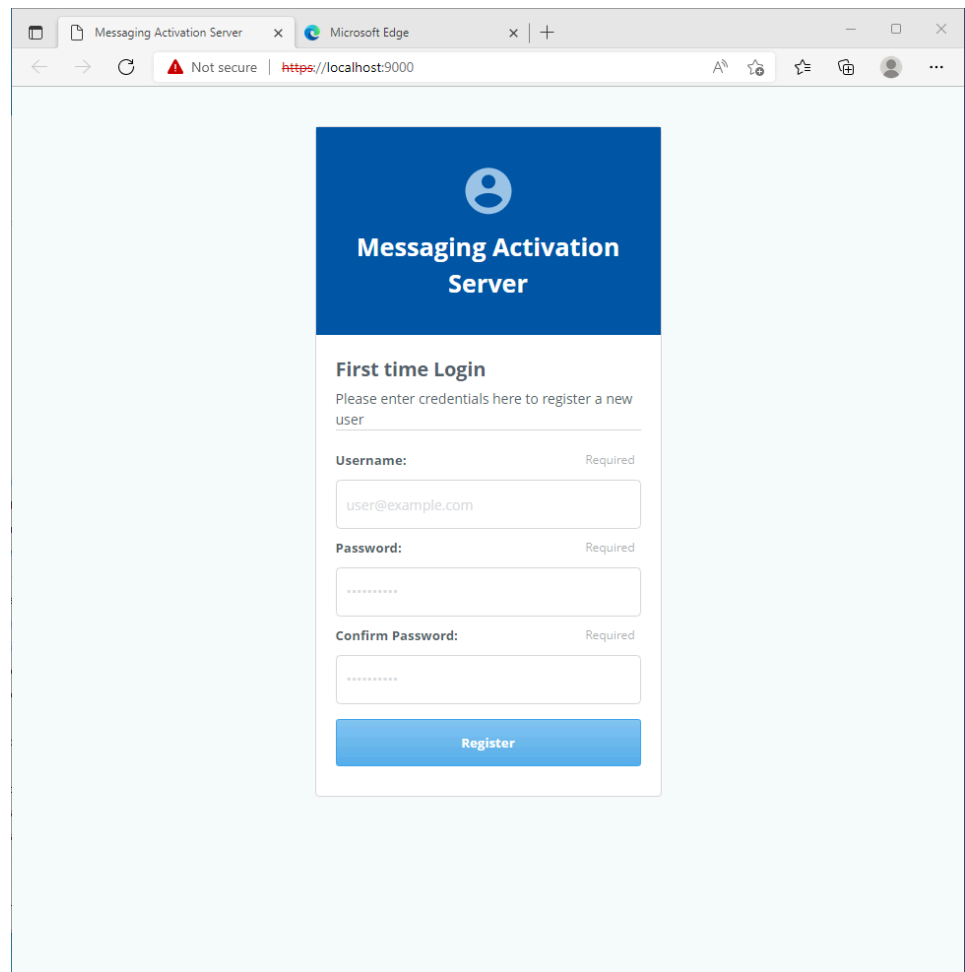 Messaging Activation Server
Microsoft Edge
Not secure https://localhost:9000
Messaging Activation
Server
First time Login
Please enter credentials here to register a new
user
Username: Required
user@example.com
Password: Required
Confirm Password: Required
Register